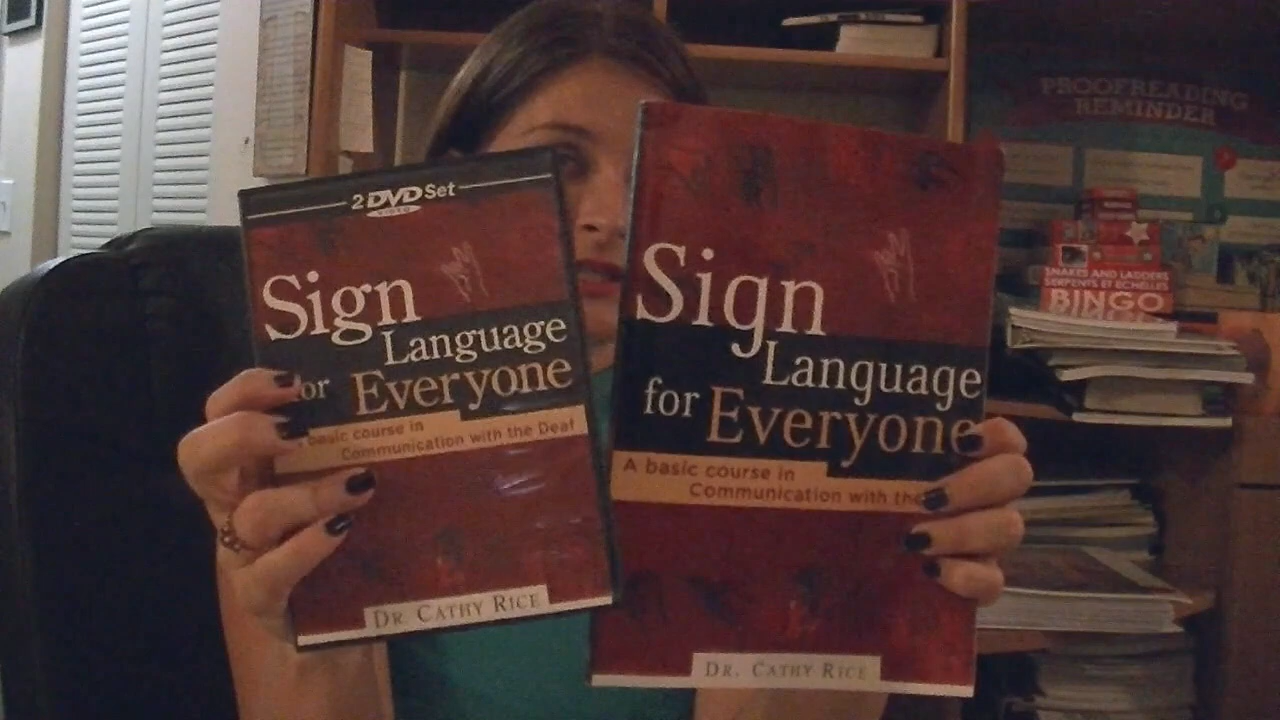 2 DVD Set
VIDEO
Sign
Language
for Everyone
basic course in
Communication with the Deaf
DR. CATHY RICE
Sign
Language
for Everyone
A basic course in
Communication with the
DR. CATHY RICE
PROOFREADING
REMINDER
SNAKES AND LADDERS
SERPENTS ET ECHELLES
BINGO